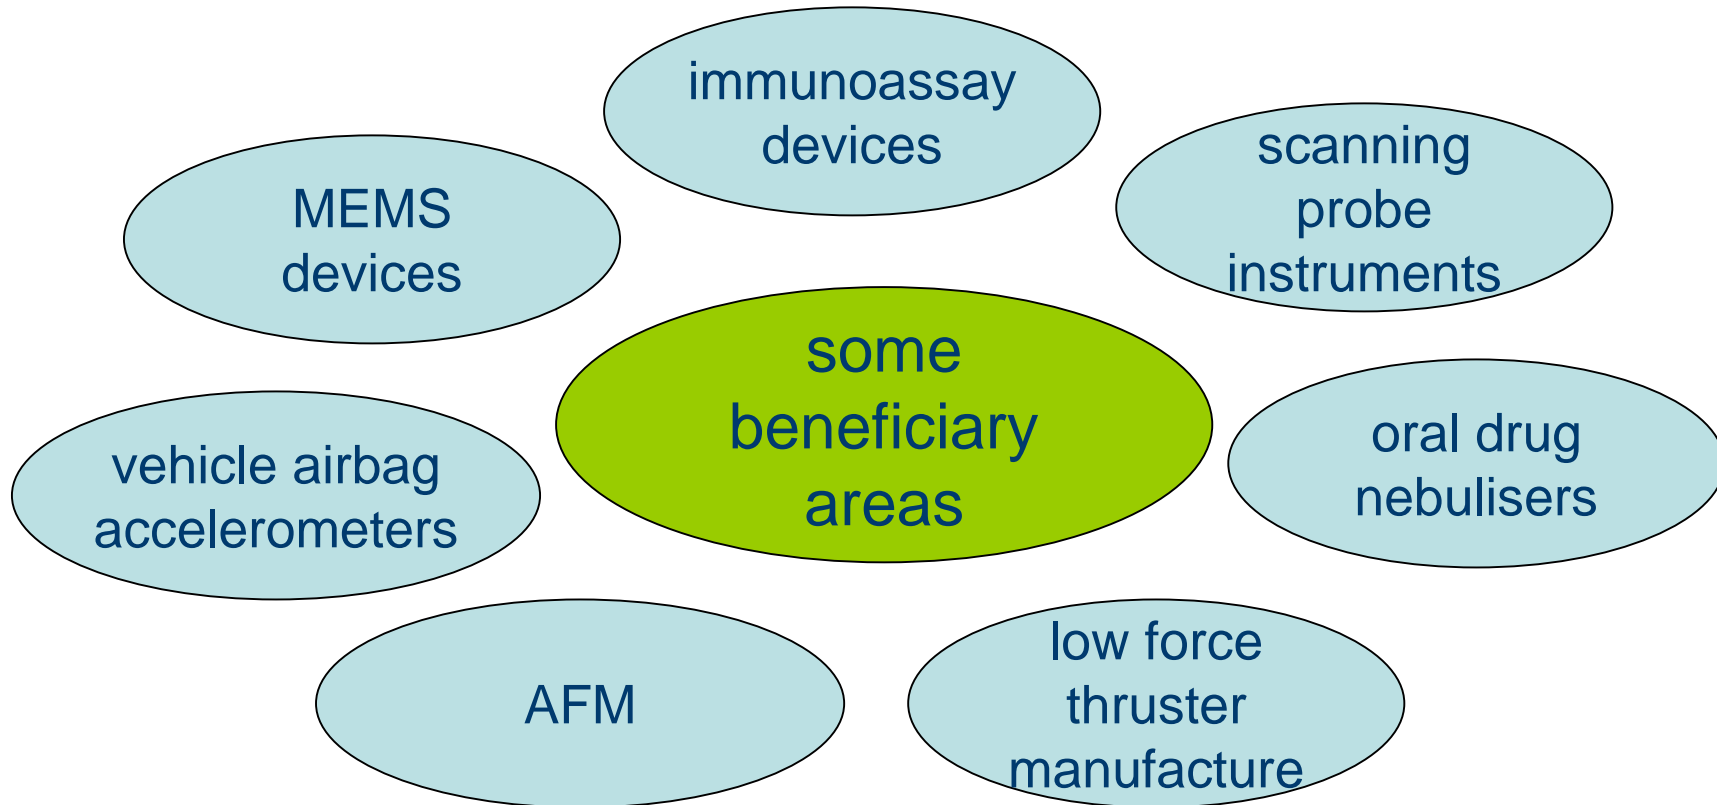 immunoassay
devices
scanning
probe
instruments
MEMS
devices
some
beneficiary
areas
oral drug
nebulisers
vehicle airbag
accelerometers
AFM
low force
thruster
manufacture